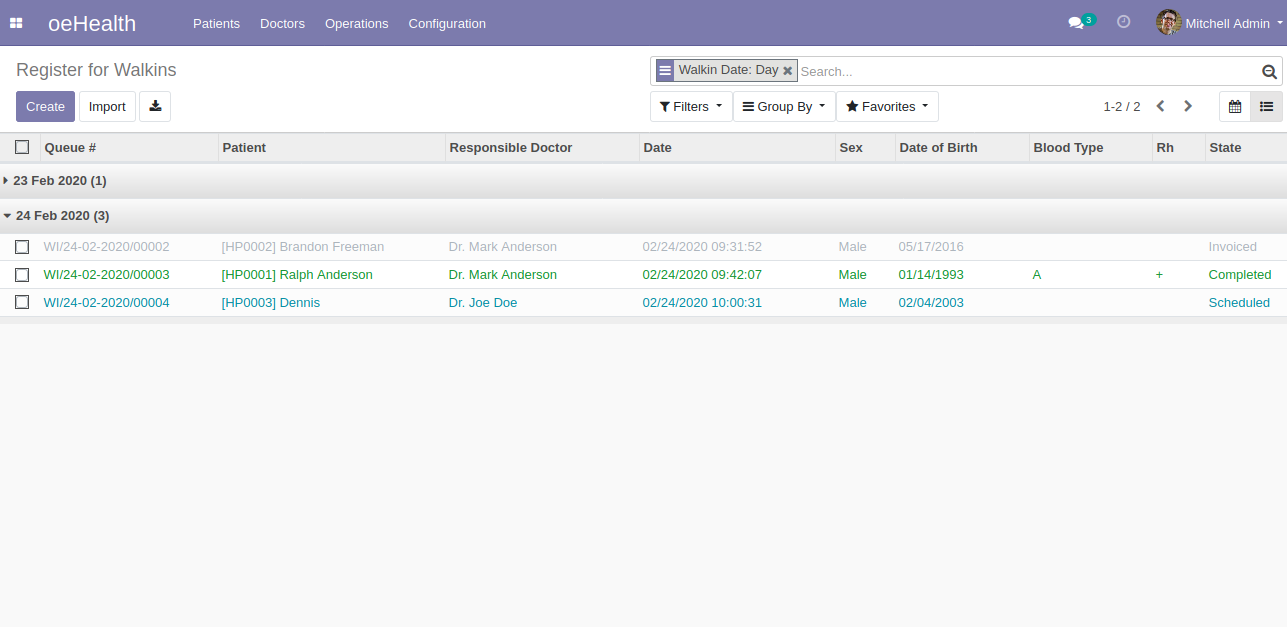 oeHealth Patients Doctors Operations Configuration 3 Mitchell Admin
Register for Walkins Walkin Date: Day Search...
Create Import Filters Group By Favorites 1-2 / 2
Queue # Patient Responsible Doctor Date Sex Date of Birth Blood Type Rh State
23 Feb 2020 (1)
24 Feb 2020 (3)
WI/24-02-2020/00002 [HP0002] Brandon Freeman Dr. Mark Anderson 02/24/2020 09:31:52 Male 05/17/2016 Invoiced
WI/24-02-2020/00003 [HP0001] Ralph Anderson Dr. Mark Anderson 02/24/2020 09:42:07 Male 01/14/1993 A + Completed
WI/24-02-2020/00004 [HP0003] Dennis Dr. Joe Doe 02/24/2020 10:00:31 Male 02/04/2003 Scheduled